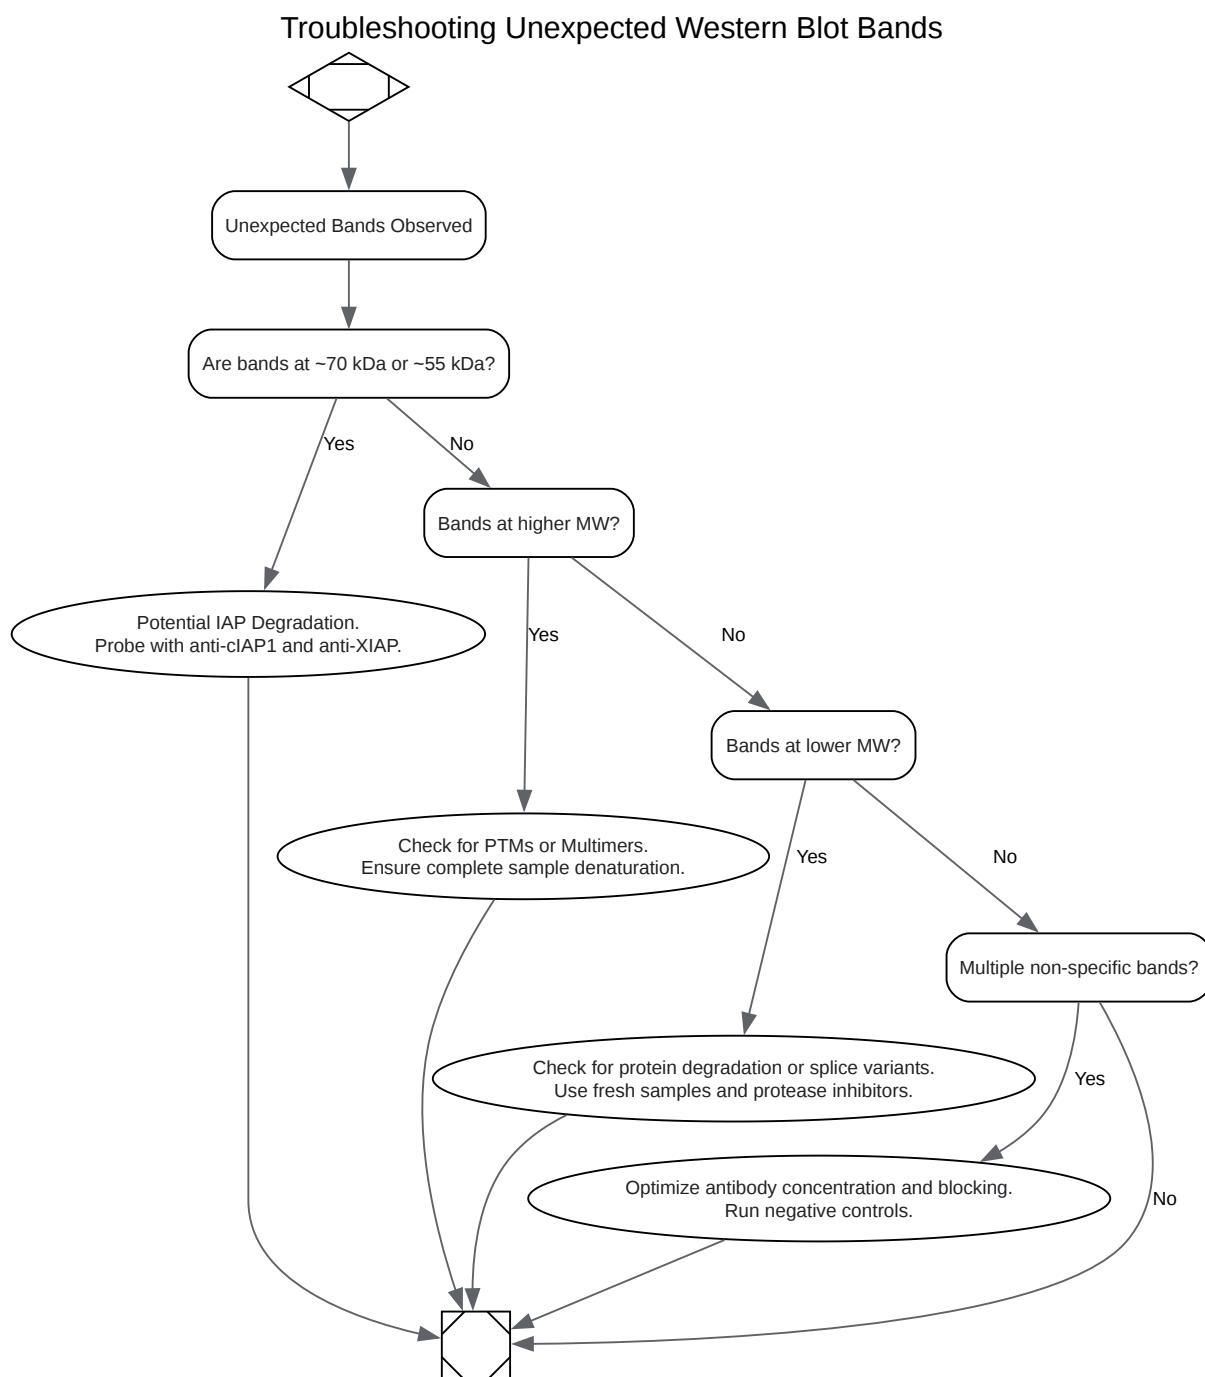 Troubleshooting Unexpected Western Blot Bands
Unexpected Bands Observed
Are bands at ~70 kDa or ~55 kDa?
Yes
No
Bands at higher MW?
Potential IAP Degradation.
Probe with anti-cIAP1 and anti-XIAP.
Yes
No
Bands at lower MW?
Check for PTMs or Multimers.
Ensure complete sample denaturation.
Yes
No
Multiple non-specific bands?
Check for protein degradation or splice variants.
Use fresh samples and protease inhibitors.
Yes
Optimize antibody concentration and blocking.
Run negative controls.
No